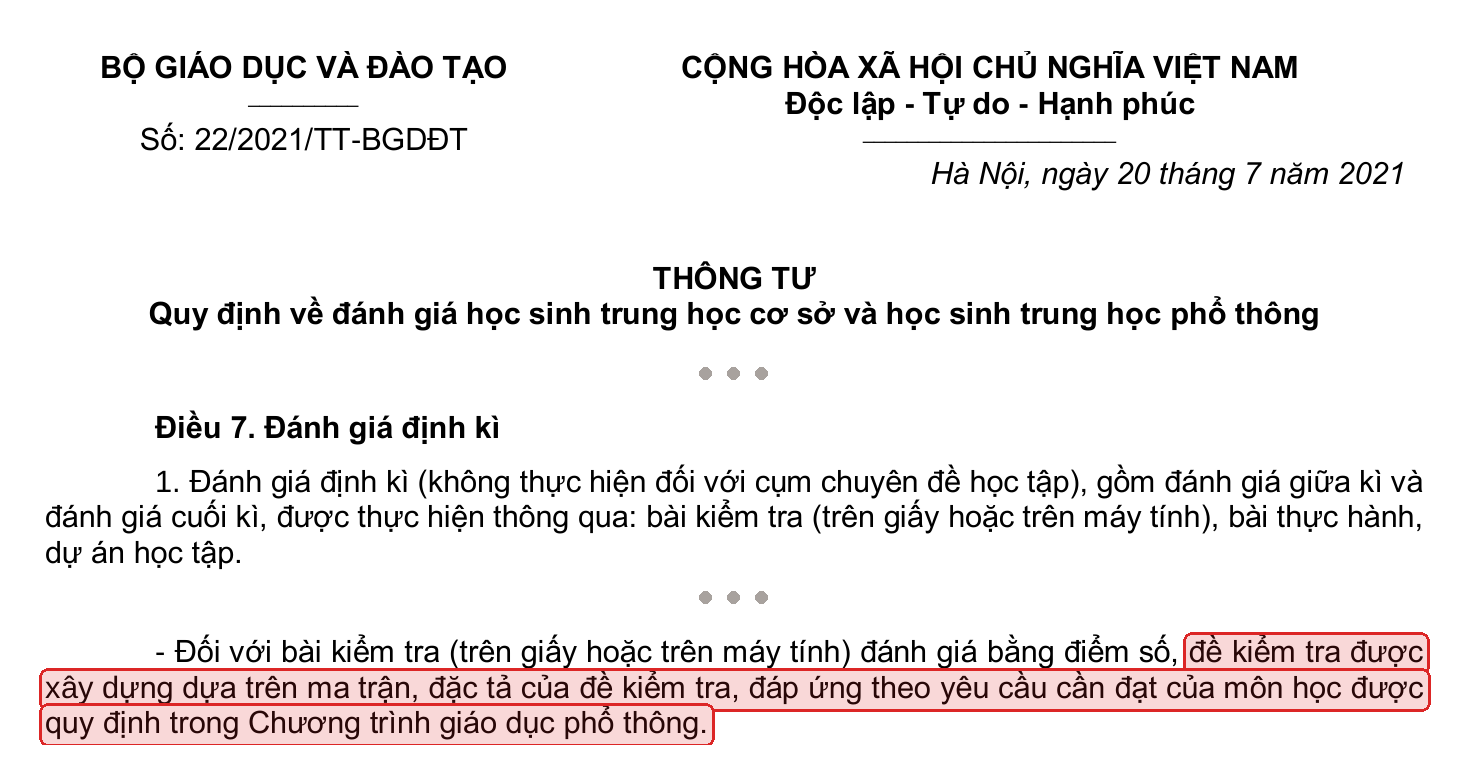 BỘ GIÁO DỤC VÀ ĐÀO TẠO
Số: 22/2021/TT-BGDĐT
CỘNG HÒA XÃ HỘI CHỦ NGHĨA VIỆT NAM
Độc lập - Tự do - Hạnh phúc
Hà Nội, ngày 20 tháng 7 năm 2021
THÔNG TƯ
Quy định về đánh giá học sinh trung học cơ sở và học sinh trung học phổ thông
Điều 7. Đánh giá định kì
1. Đánh giá định kì (không thực hiện đối với cụm chuyên đề học tập), gồm đánh giá giữa kì và
đánh giá cuối kì, được thực hiện thông qua: bài kiểm tra (trên giấy hoặc trên máy tính), bài thực hành,
dự án học tập.
- Đối với bài kiểm tra (trên giấy hoặc trên máy tính) đánh giá bằng điểm số, đề kiểm tra được
xây dựng dựa trên ma trận, đặc tả của đề kiểm tra, đáp ứng theo yêu cầu cần đạt của môn học được
quy định trong Chương trình giáo dục phổ thông.